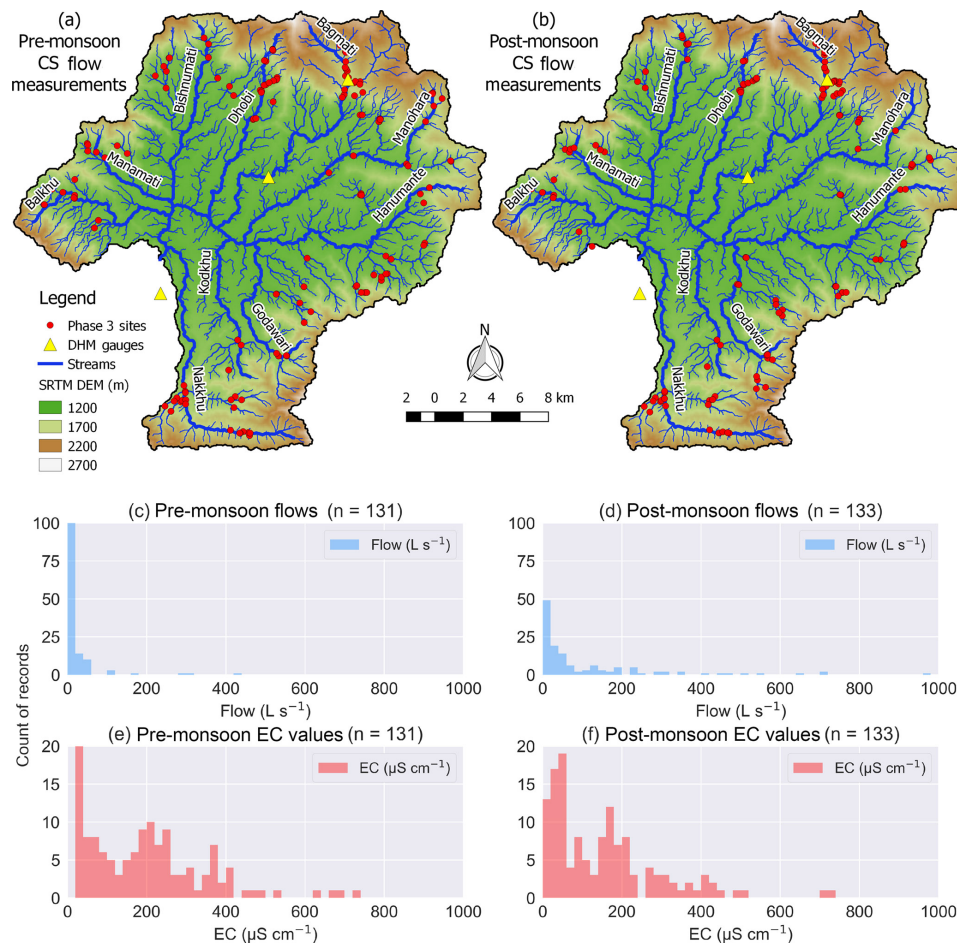 (a)
Pre-monsoon
CS flow
measurements
Bishnumati
Dhobi
Bagmati
Manohara
Manamati
Balkhu
Hanumante
Kodkhu
Godawari
Nakkhu
Legend
Phase 3 sites
DHM gauges
Streams
SRTM DEM (m)
1200
1700
2200
2700
N
2 0 2 4 6 8 km
(b)
Post-monsoon
CS flow
measurements
Bishnumati
Dhobi
Bagmati
Manohara
Manamati
Balkhu
Hanumante
Kodkhu
Godawari
Nakkhu
(c) Pre-monsoon flows (n = 131)
Flow (L s⁻¹)
100
75
50
25
0
0 200 400 600 800 1000
Flow (L s⁻¹)
(d) Post-monsoon flows (n = 133)
Flow (L s⁻¹)
100
75
50
25
0
0 200 400 600 800 1000
Flow (L s⁻¹)
Count of records
(e) Pre-monsoon EC values (n = 131)
EC (µS cm⁻¹)
20
15
10
5
0
0 200 400 600 800 1000
EC (µS cm⁻¹)
(f) Post-monsoon EC values (n = 133)
EC (µS cm⁻¹)
20
15
10
5
0
0 200 400 600 800 1000
EC (µS cm⁻¹)